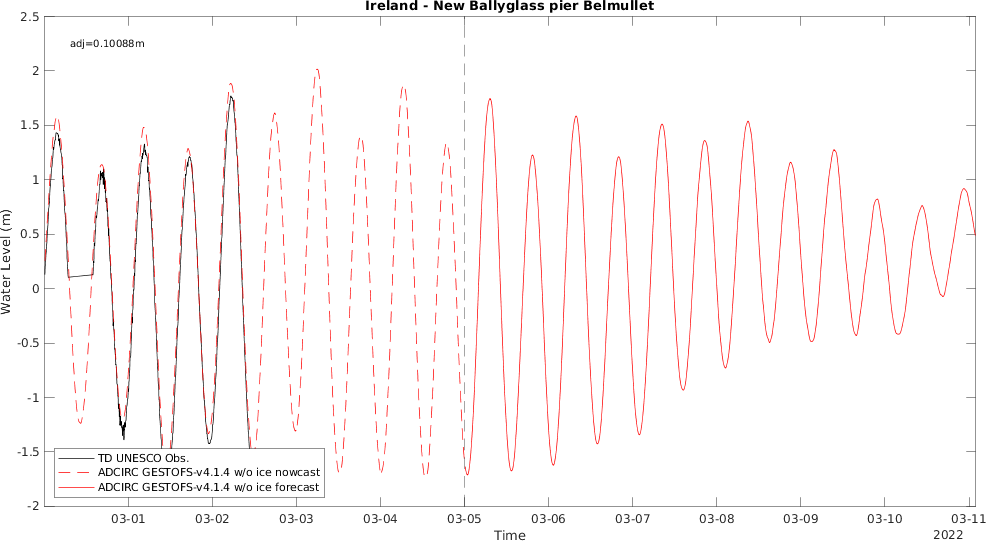 Ireland - New Ballyglass pier Belmullet
adj=0.10088m
2.5
2
1.5
1
0.5
0
-0.5
-1
-1.5
-2
Water Level (m)
TD UNESCO Obs.
ADCIRC GESTOFS-v4.1.4 w/o ice nowcast
ADCIRC GESTOFS-v4.1.4 w/o ice forecast
03-01 03-02 03-03 03-04 03-05 03-06 03-07 03-08 03-09 03-10 03-11
Time
2022